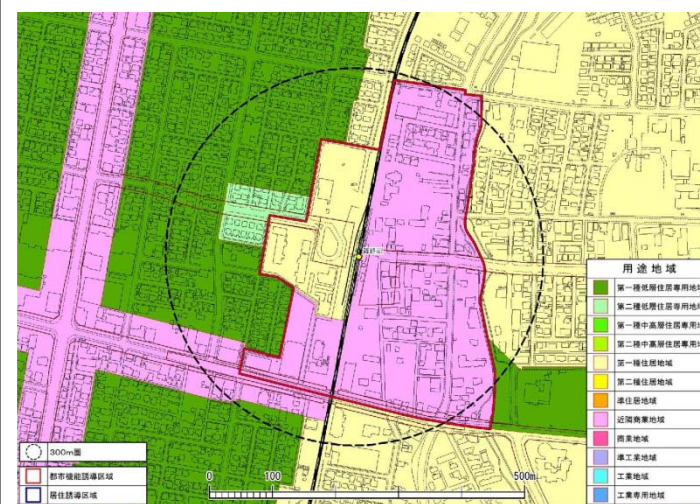 用途地域
第一種低層住居専用地域
第二種低層住居専用地域
第一種中高層住居専用地
第二種中高層住居専用地
第一種住居地域
第二種住居地域
準住居地域
近隣商業地域
商業地域
準工業地域
工業地域
工業専用地域
300m圏
都市機能誘導区域
居住誘導区域
0 100 500m